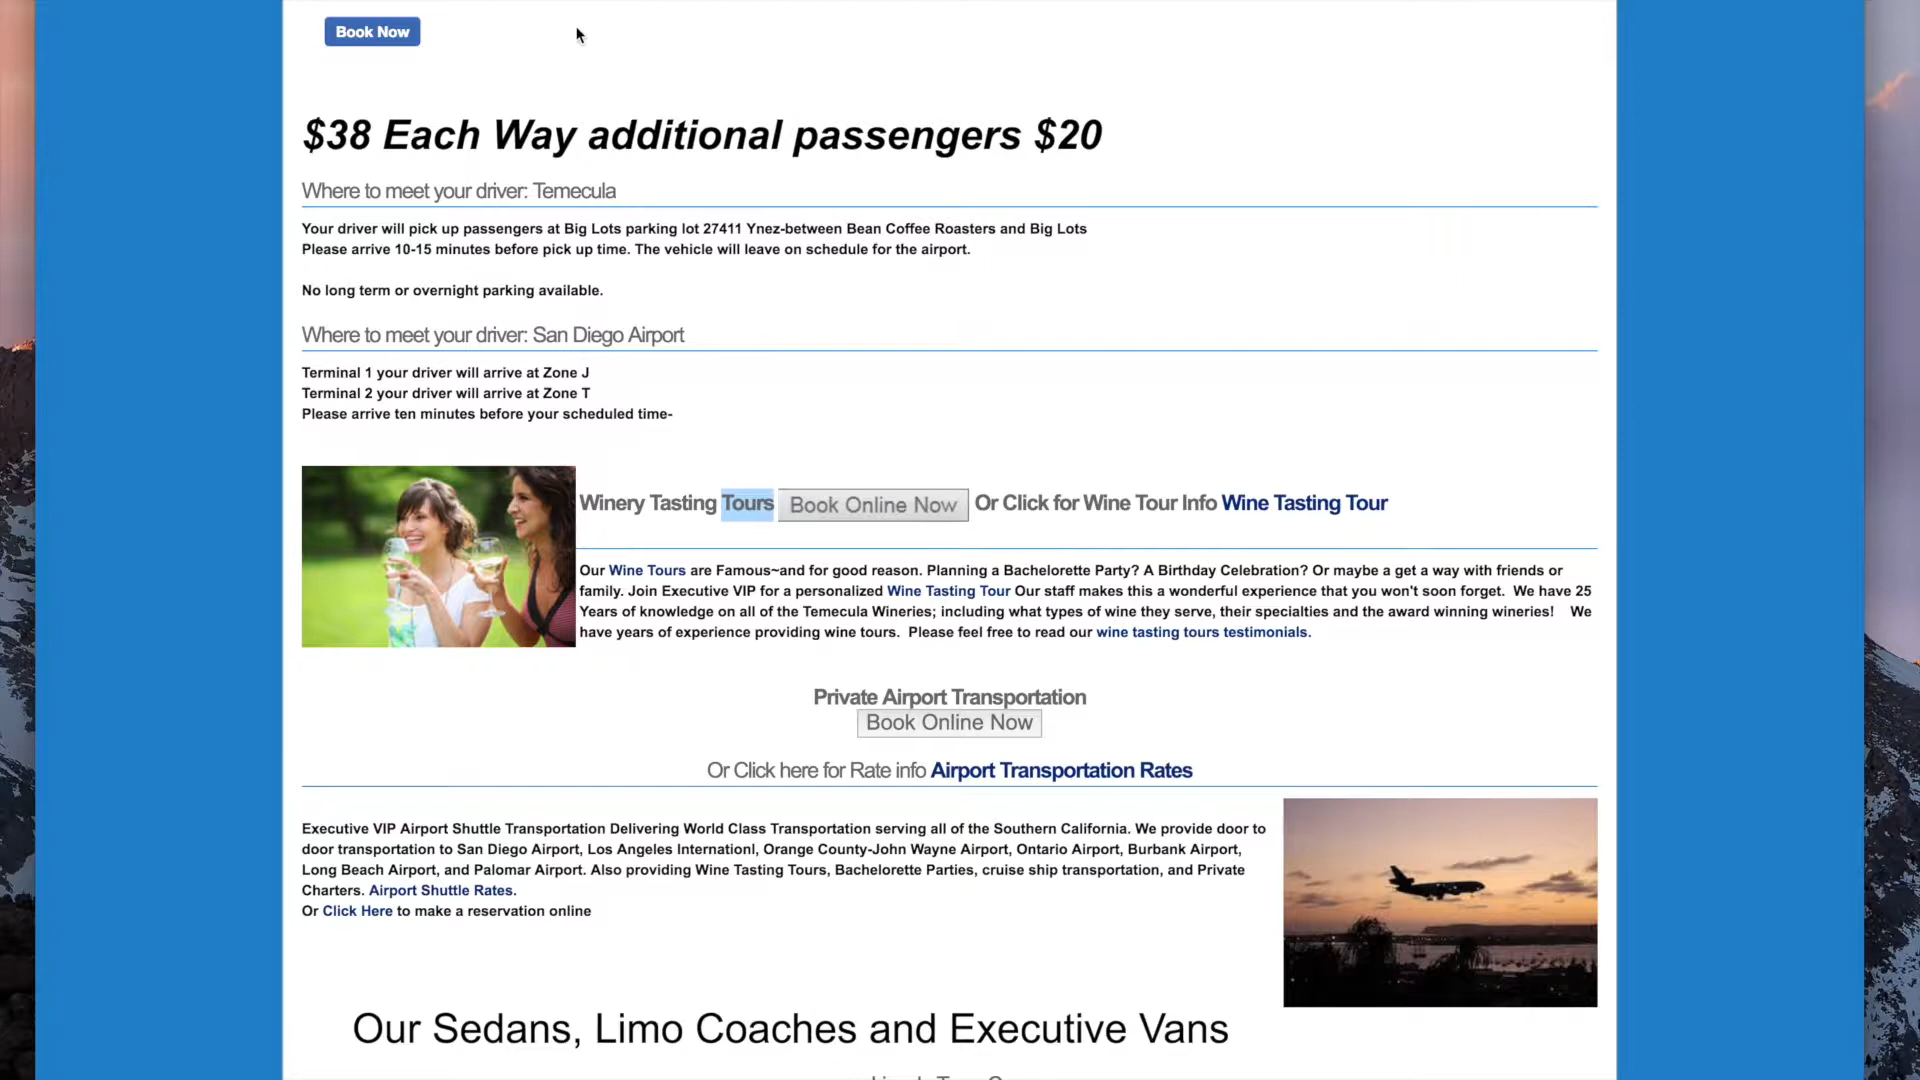 Book Now
$38 Each Way additional passengers $20
Where to meet your driver: Temecula
Your driver will pick up passengers at Big Lots parking lot 27411 Ynez-between Bean Coffee Roasters and Big Lots
Please arrive 10-15 minutes before pick up time. The vehicle will leave on schedule for the airport.
No long term or overnight parking available.
Where to meet your driver: San Diego Airport
Terminal 1 your driver will arrive at Zone J
Terminal 2 your driver will arrive at Zone T
Please arrive ten minutes before your scheduled time-
Winery Tasting Tours Book Online Now Or Click for Wine Tour Info Wine Tasting Tour
Our Wine Tours are Famous~and for good reason. Planning a Bachelorette Party? A Birthday Celebration? Or maybe a get a way with friends or
family. Join Executive VIP for a personalized Wine Tasting Tour Our staff makes this a wonderful experience that you won't soon forget. We have 25
Years of knowledge on all of the Temecula Wineries; including what types of wine they serve, their specialties and the award winning wineries! We
have years of experience providing wine tours. Please feel free to read our wine tasting tours testimonials.
Private Airport Transportation
Book Online Now
Or Click here for Rate info Airport Transportation Rates
Executive VIP Airport Shuttle Transportation Delivering World Class Transportation serving all of the Southern California. We provide door to
door transportation to San Diego Airport, Los Angeles Internationl, Orange County-John Wayne Airport, Ontario Airport, Burbank Airport,
Long Beach Airport, and Palomar Airport. Also providing Wine Tasting Tours, Bachelorette Parties, cruise ship transportation, and Private
Charters. Airport Shuttle Rates.
Or Click Here to make a reservation online
Our Sedans, Limo Coaches and Executive Vans